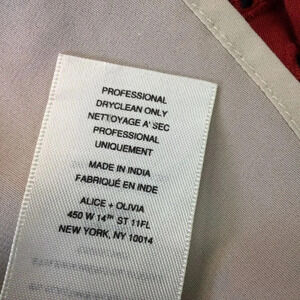 PROFESSIONAL
DRYCLEAN ONLY
NETTOYAGE A' SEC
PROFESSIONAL
UNIQUEMENT
MADE IN INDIA
FABRIQUÉ EN INDE
ALICE + OLIVIA
450 W 14TH ST 11FL
NEW YORK, NY 10014